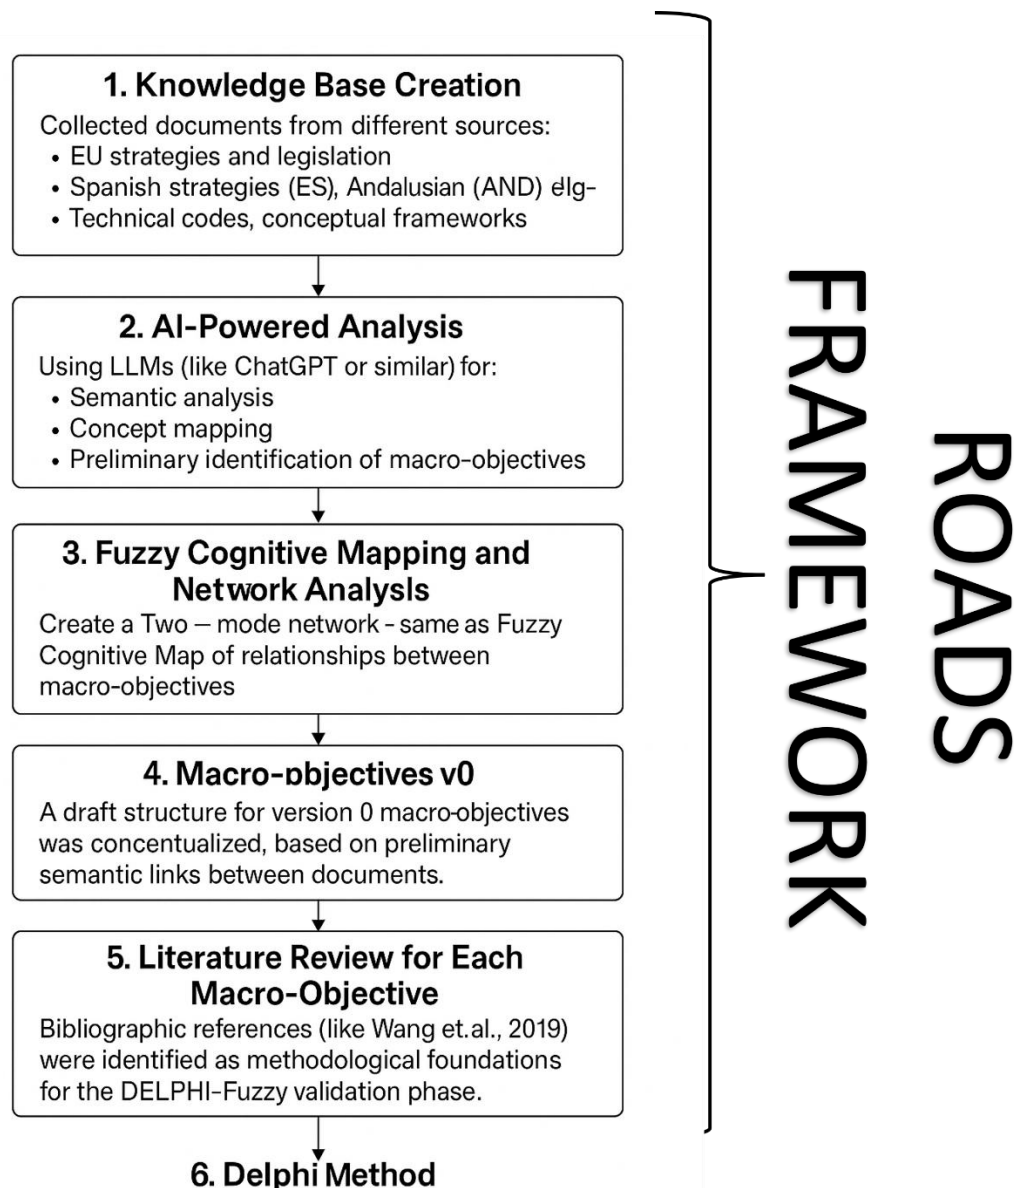 1. Knowledge Base Creation
Collected documents from different sources:
• EU strategies and legislation
• Spanish strategies (ES), Andalusian (AND)
• Technical codes, conceptual frameworks
2. AI-Powered Analysis
Using LLMs (like ChatGPT or similar) for:
• Semantic analysis
• Concept mapping
• Preliminary identification of macro-objectives
3. Fuzzy Cognitive Mapping and
Network Analysls
Create a Two – mode network - same as Fuzzy
Cognitive Map of relationships between
macro-objectives
4. Macro-pbjectives v0
A draft structure for version 0 macro-objectives
was concentualized, based on preliminary
semantic links between documents.
5. Literature Review for Each
Macro-Objective
Bibliographic references (like Wang et.al., 2019)
were identified as methodological foundations
for the DELPHI-Fuzzy validation phase.
6. Delphi Method
ROADS
FRAMEWORK